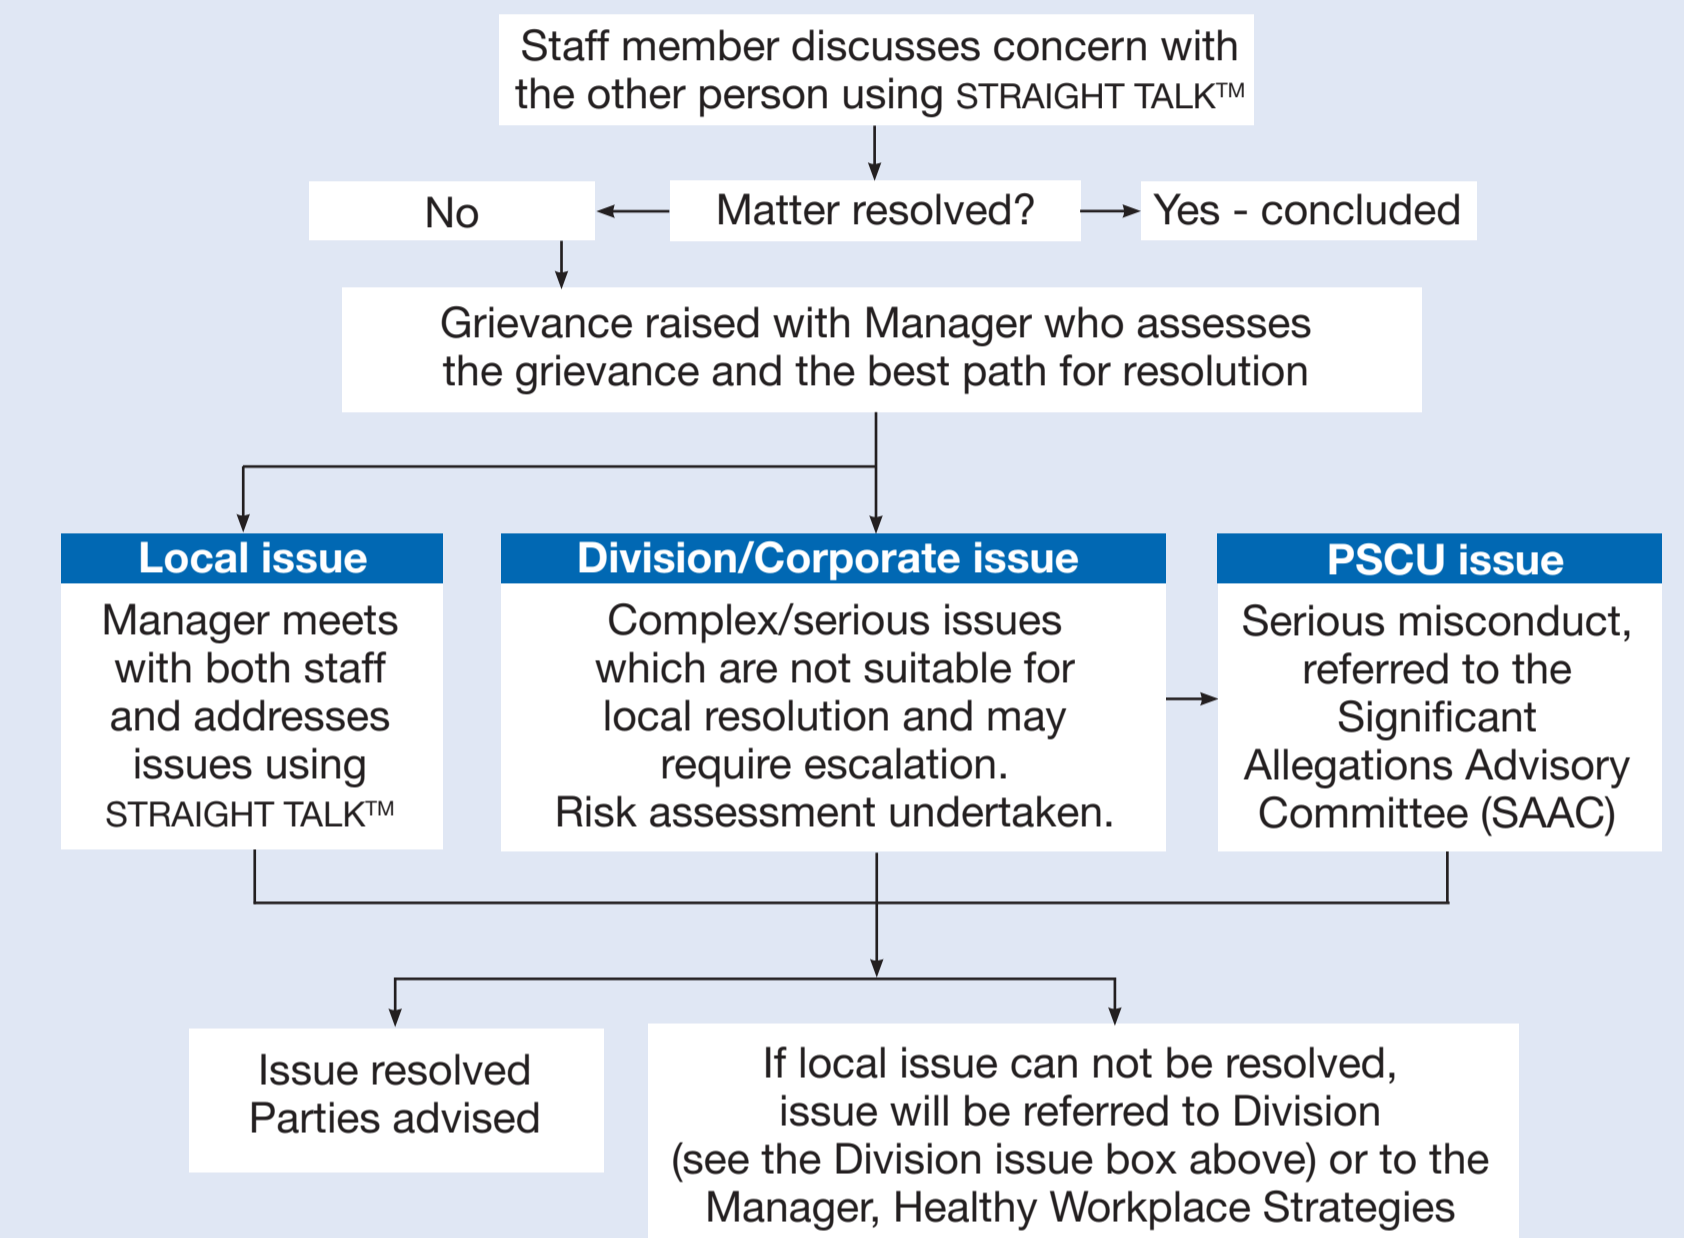 Staff member discusses concern with
the other person using STRAIGHT TALK™
No
Matter resolved?
Yes - concluded
Grievance raised with Manager who assesses
the grievance and the best path for resolution
Local issue
Manager meets
with both staff
and addresses
issues using
STRAIGHT TALK™
Division/Corporate issue
Complex/serious issues
which are not suitable for
local resolution and may
require escalation.
Risk assessment undertaken.
PSCU issue
Serious misconduct,
referred to the
Significant
Allegations Advisory
Committee (SAAC)
Issue resolved
Parties advised
If local issue can not be resolved,
issue will be referred to Division
(see the Division issue box above) or to the
Manager, Healthy Workplace Strategies